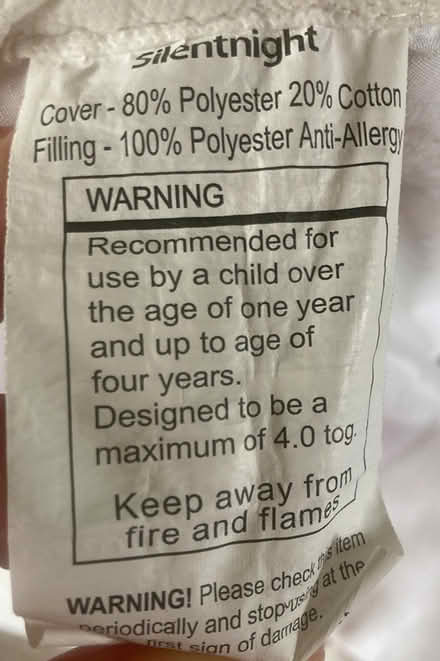 silentnight
Cover - 80% Polyester 20% Cotton
Filling - 100% Polyester Anti-Allergy
WARNING
Recommended for
use by a child over
the age of one year
and up to age of
four years.
Designed to be a
maximum of 4.0 tog.
Keep away from
fire and flames
WARNING! Please check this item
periodically and stop using at the
first sign of damage.